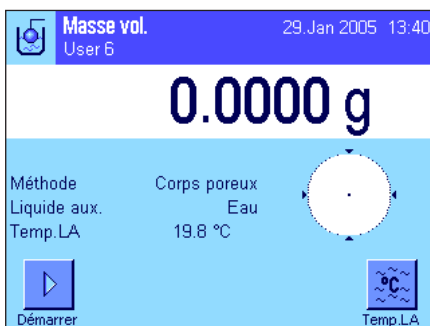 Masse vol. 29.Jan 2005 13:40
User 6
0.0000 g
Méthode Corps poreux
Liquide aux. Eau
Temp.LA 19.8 °C
°C
Démarrer Temp.LA